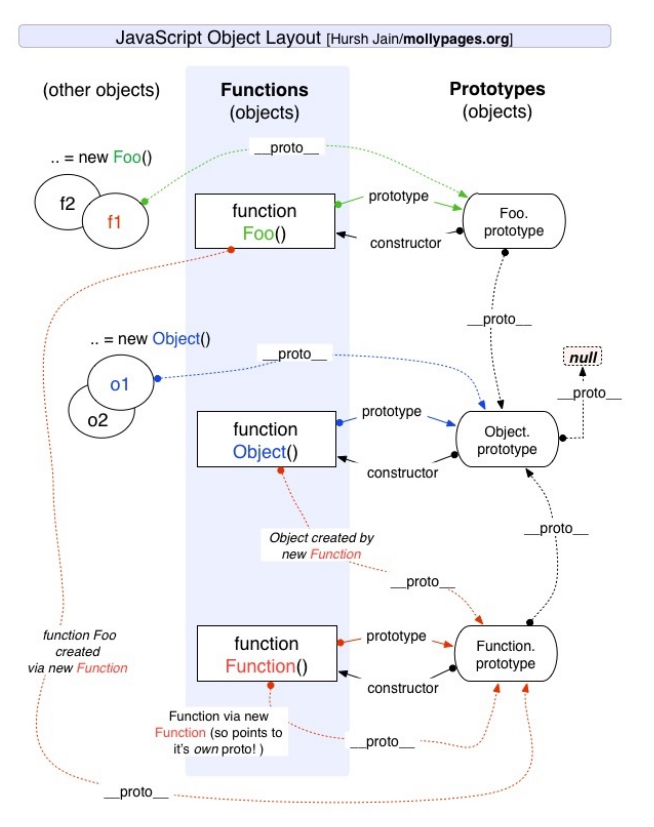 JavaScript Object Layout [Hursh Jain/mollypages.org]
(other objects)
Functions
(objects)
Prototypes
(objects)
.. = new Foo()
__proto__
f2
f1
function
Foo()
prototype
constructor
Foo.
prototype
__proto__
.. = new Object()
__proto__
null
__proto__
o1
o2
function
Object()
prototype
constructor
Object.
prototype
Object created by
new Function
__proto__
__proto__
function Foo
created
via new Function
function
Function()
prototype
constructor
Function.
prototype
Function via new
Function (so points to
it's own proto! )
__proto__
__proto__